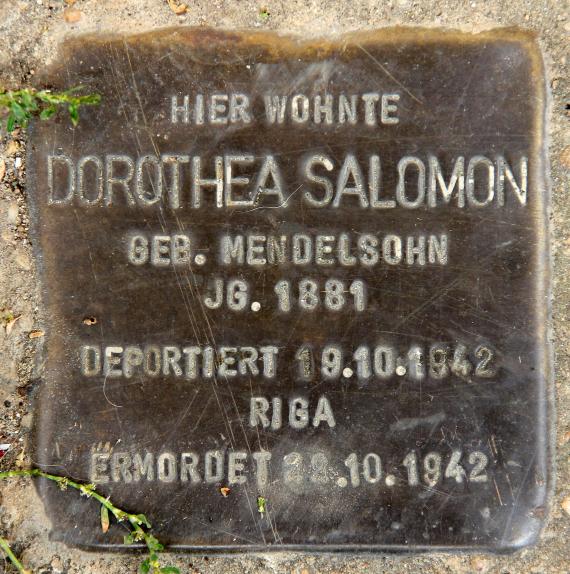 HIER WOHNTE
DOROTHEA SALOMON
GEB. MENDELSOHN
JG. 1881
DEPORTIERT 19.10.1942
RIGA
ERMORDET 22.10.1942